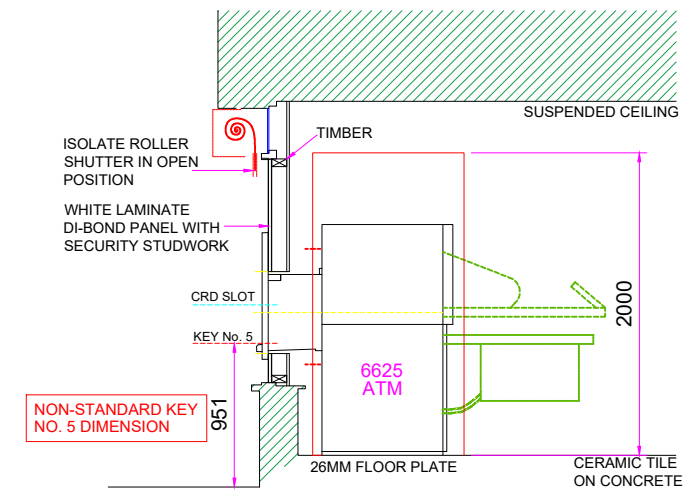 SUSPENDED CEILING
TIMBER
ISOLATE ROLLER
SHUTTER IN OPEN
POSITION
WHITE LAMINATE
DI-BOND PANEL WITH
SECURITY STUDWORK
CRD SLOT
KEY No. 5
2000
6625
ATM
951
NON-STANDARD KEY
NO. 5 DIMENSION
26MM FLOOR PLATE
CERAMIC TILE
ON CONCRETE